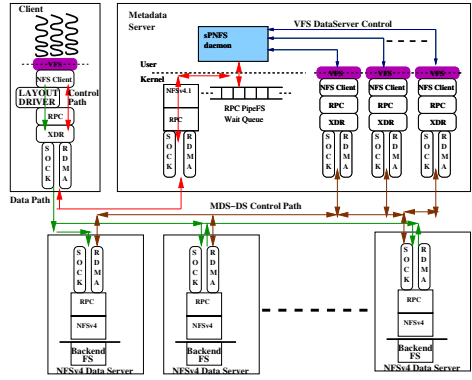 Client
VFS
NFS Client
LAYOUT
DRIVER
Control
Path
RPC
XDR
SOCK
RDMA
Data Path
Metadata
Server
sPNFS
daemon
VFS DataServer Control
User
Kernel
NFSv4.1
RPC
SOCK
RDMA
RPC PipeFS
Wait Queue
VFS
NFS Client
RPC
XDR
SOCK
RDMA
VFS
NFS Client
RPC
XDR
SOCK
RDMA
VFS
NFS Client
RPC
XDR
SOCK
RDMA
MDS-DS Control Path
SOCK
RDMA
RPC
NFSv4
Backend
FS
NFSv4 Data Server
SOCK
RDMA
RPC
NFSv4
Backend
FS
NFSv4 Data Server
SOCK
RDMA
RPC
NFSv4
Backend
FS
NFSv4 Data Server